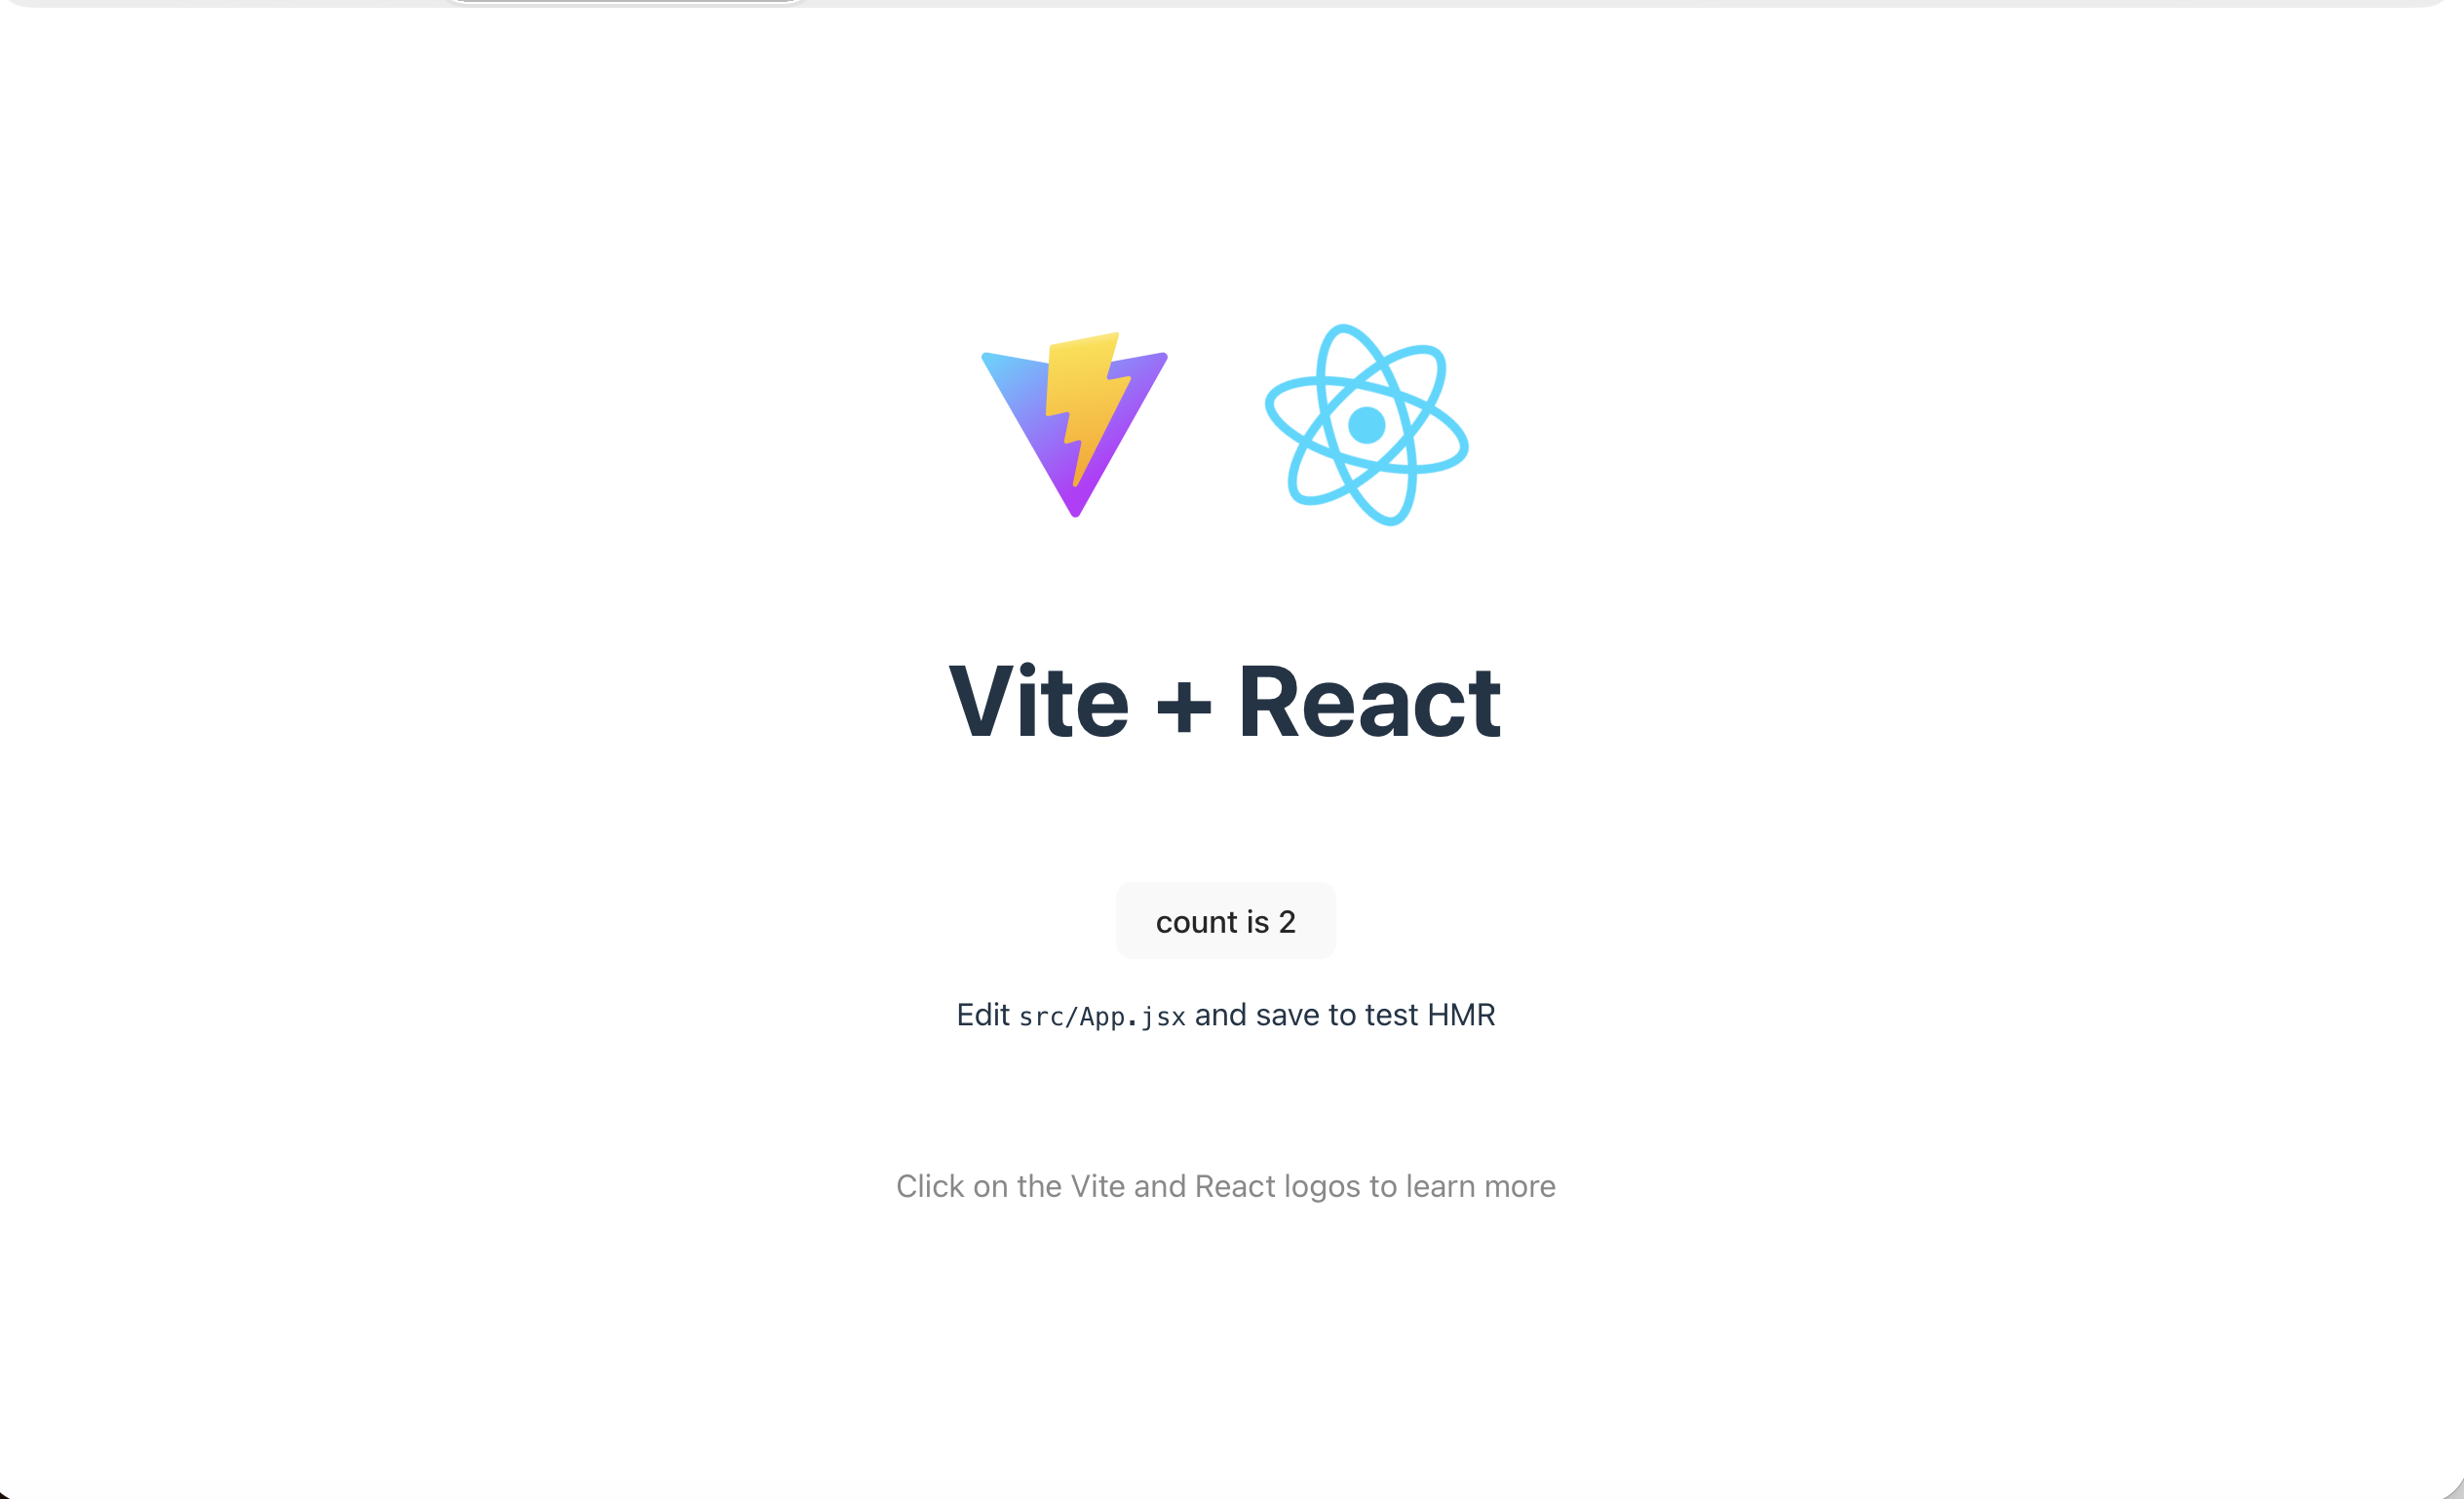 Vite + React
count is 2
Edit src/App.jsx and save to test HMR
Click on the Vite and React logos to learn more